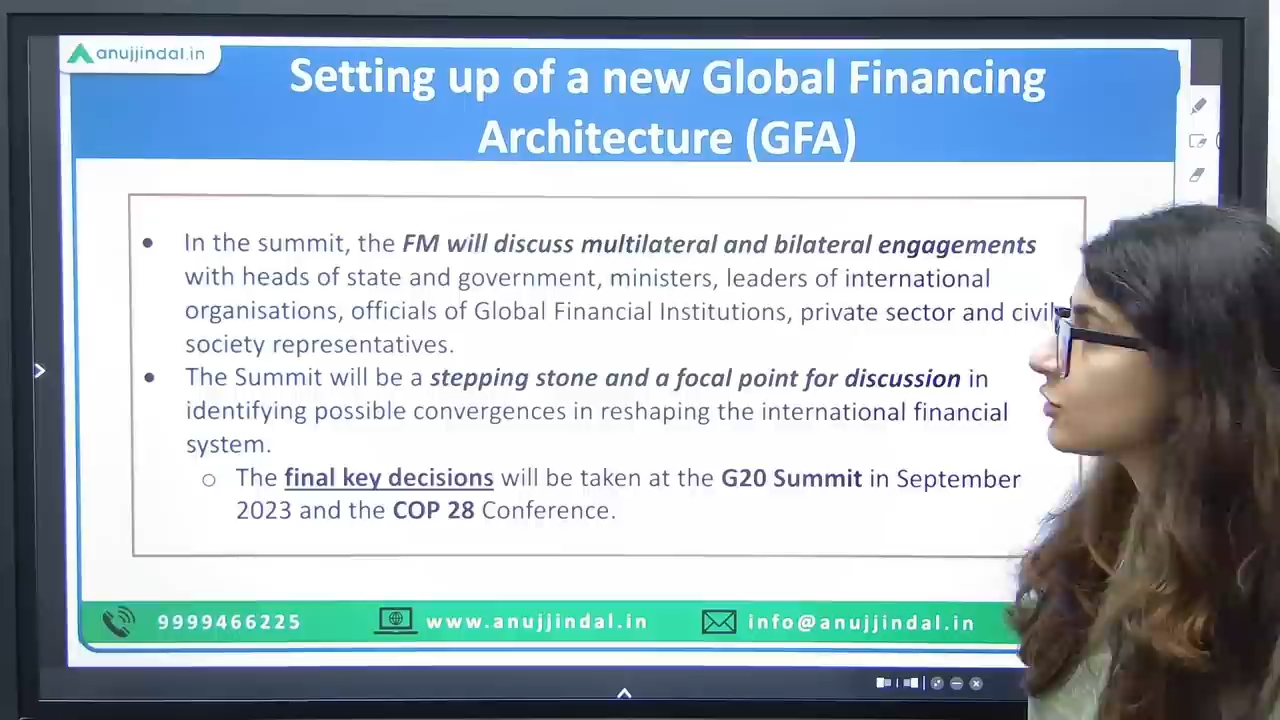 anujjindal.in
Setting up of a new Global Financing
Architecture (GFA)
• In the summit, the FM will discuss multilateral and bilateral engagements
with heads of state and government, ministers, leaders of international
organisations, officials of Global Financial Institutions, private sector and civil
society representatives.
• The Summit will be a stepping stone and a focal point for discussion in
identifying possible convergences in reshaping the international financial
system.
o The final key decisions will be taken at the G20 Summit in September
2023 and the COP 28 Conference.
9999466225 www.anujjindal.in info@anujjindal.in